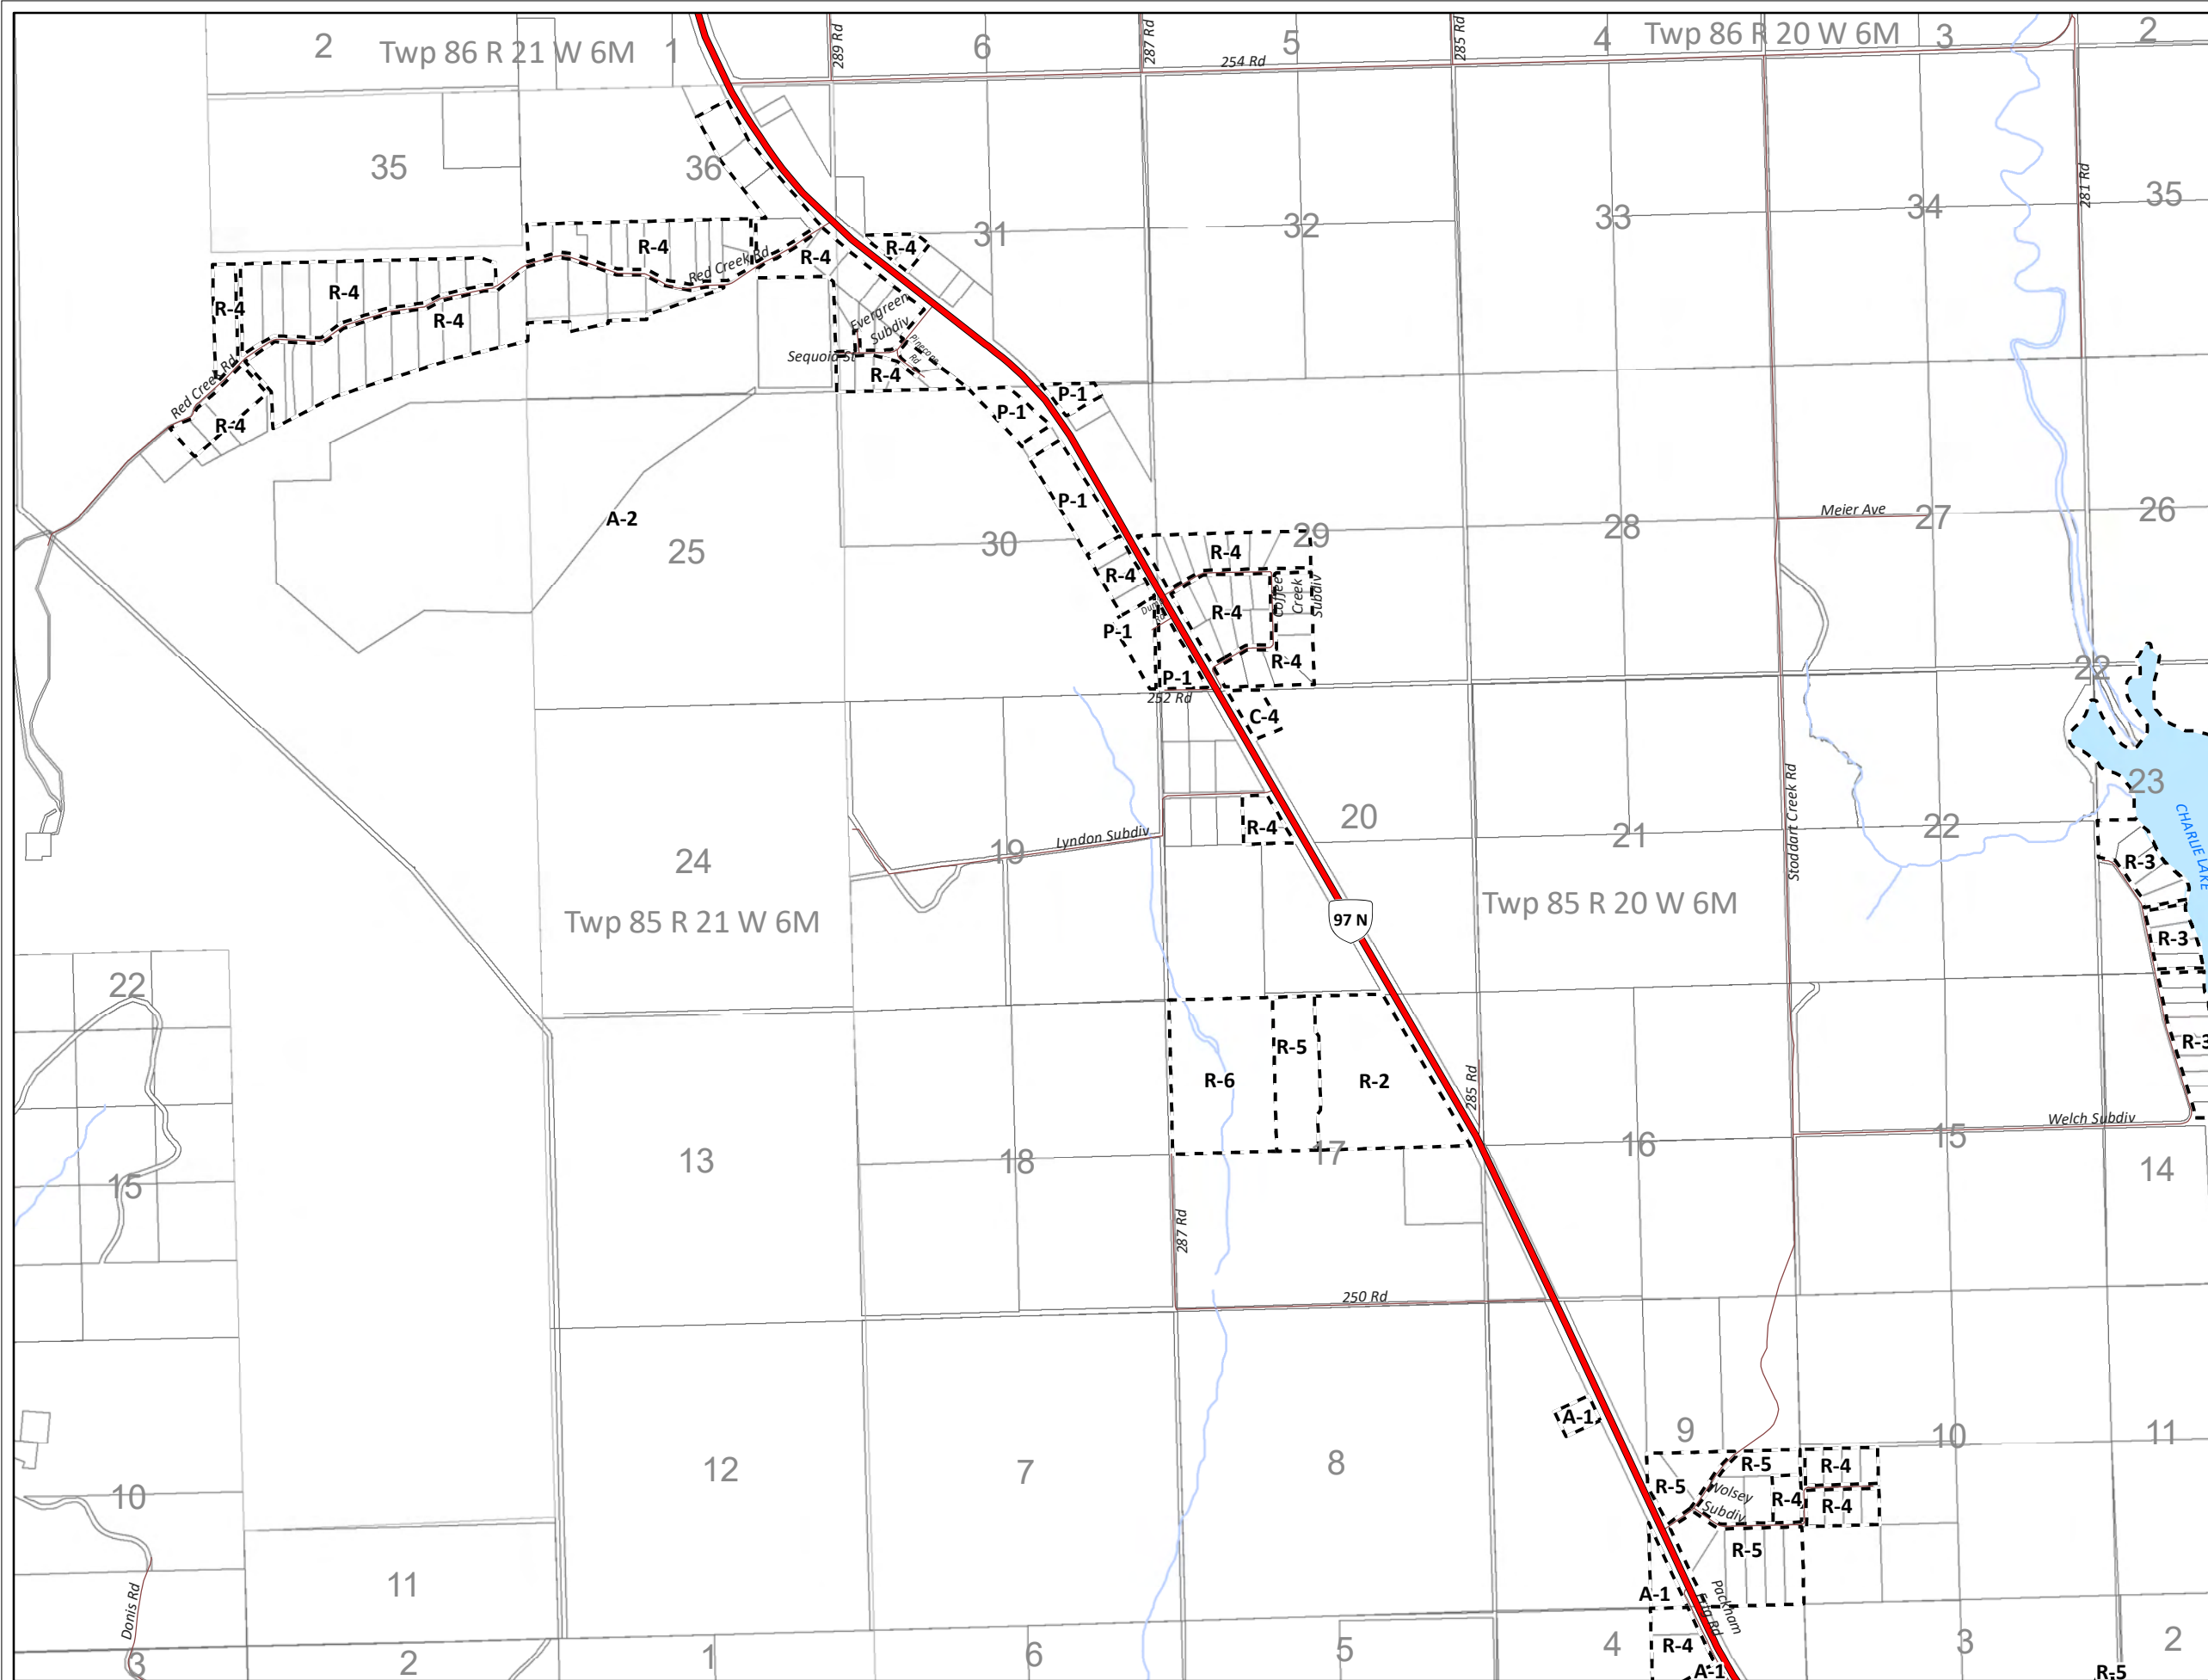 2
Twp 86 R 21 W 6M
1
289 Rd
6
287 Rd
5
285 Rd
4
Twp 86 R 20 W 6M
3
2
254 Rd
35
36
31
32
33
34
281 Rd
35
R-4
R-4
R-4
Red Creek Rd
R-4
R-4
R-4
R-4
Evergreen
Subdiv
Pinecone
Rd
Sequoia St
R-4
Red Creek Rd
R-4
P-1
P-1
P-1
A-2
25
30
29
28
Meier Ave
27
26
R-4
R-4
Coffee
Creek
Subdiv
R-4
P-1
R-4
P-1
252 Rd
22
C-4
23
CHARLIE LAKE
R-4
20
21
22
Stoddart Creek Rd
Lyndon Subdiv
19
24
R-3
Twp 85 R 21 W 6M
Twp 85 R 20 W 6M
97 N
R-3
22
R-5
R-6
R-2
285 Rd
R-3
Welch Subdiv
13
18
17
16
15
14
15
287 Rd
250 Rd
A-1
9
10
11
12
7
8
R-5
R-4
R-5
Wolsey
Subdiv
R-4
R-4
10
R-5
11
Donis Rd
A-1
Packham
Frtg Rd
3
2
1
6
5
4
R-4
A-1
3
2
R-5